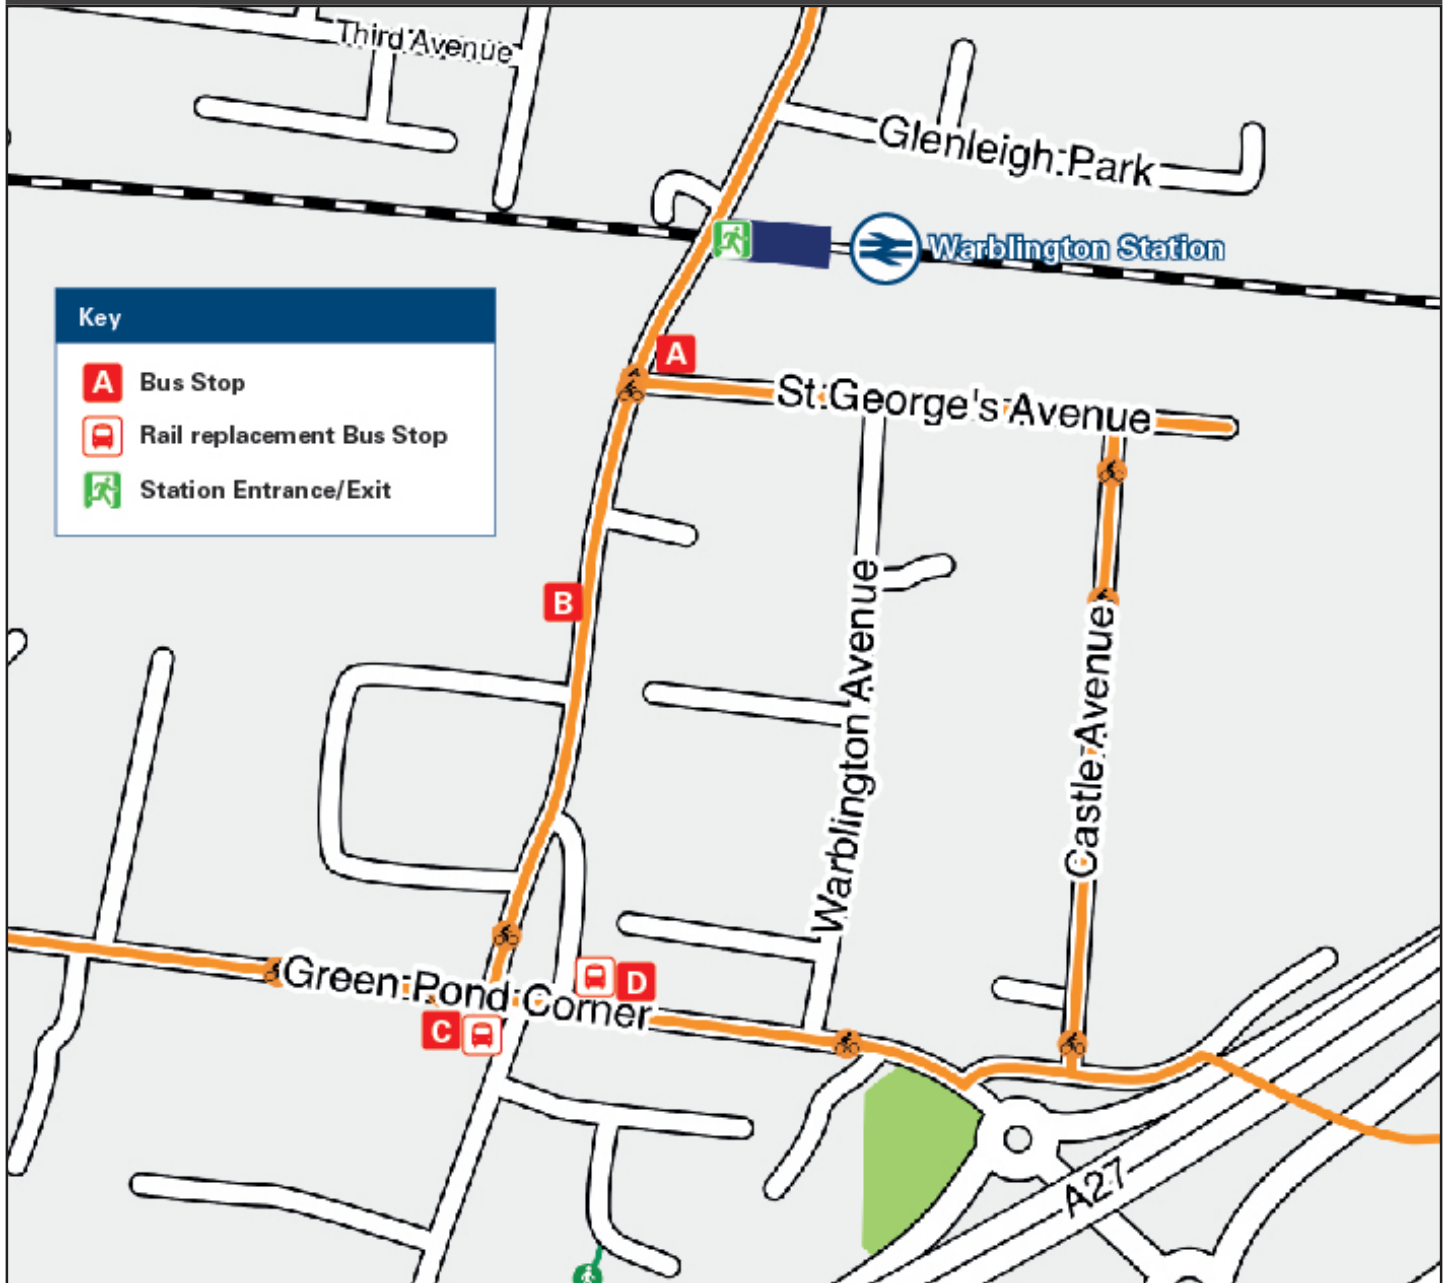 Third Avenue
Glenleigh Park
Warblington Station
Key
A Bus Stop
Rail replacement Bus Stop
Station Entrance/Exit
A
St George's Avenue
B
Warblington Avenue
Castle Avenue
Green Pond Corner
D
C
A27